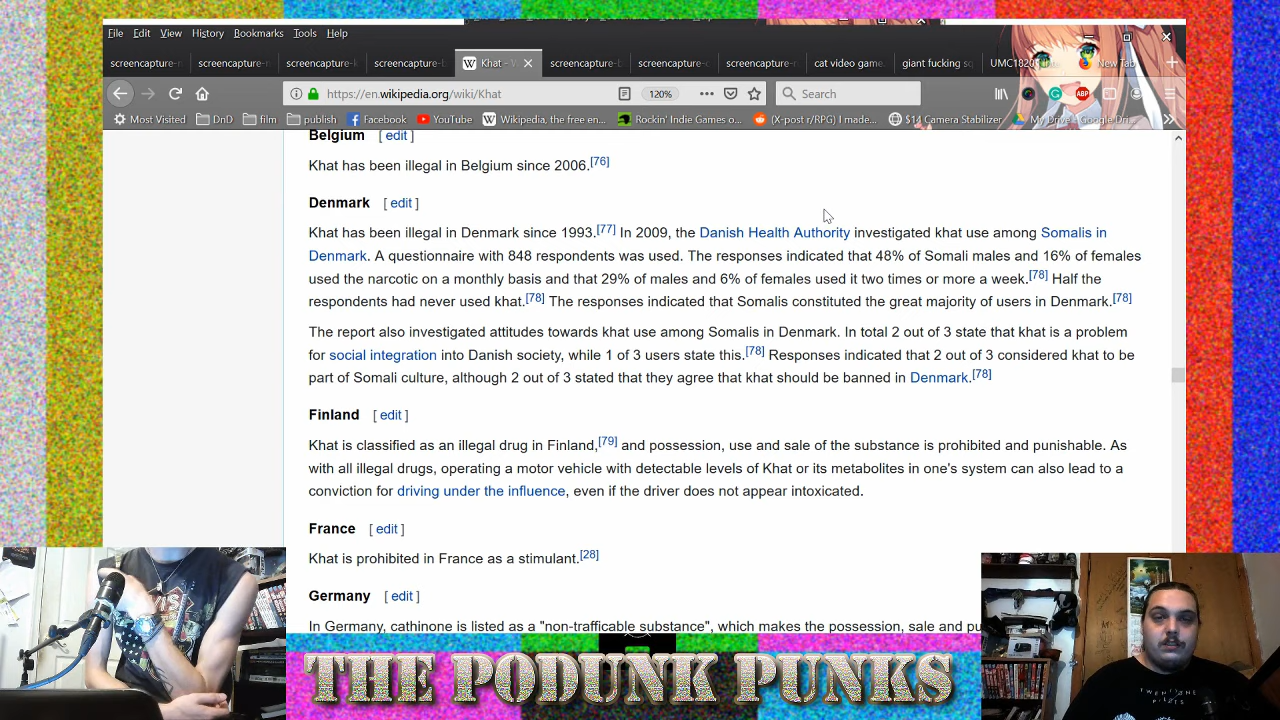 File Edit View History Bookmarks Tools Help
screencapture- screencapture- screencapture- screencapture- Khat - W screencapture- screencapture- screencapture- cat video game. giant fucking sq UMC1820 New Tab
https://en.wikipedia.org/wiki/Khat 120% Search
Most Visited DnD film publish Facebook YouTube Wikipedia, the free en... Rockin' Indie Games o... (X-post r/RPG) I made... $14 Camera Stabilizer My Drive - Google Dri...
Belgium [ edit ]
Khat has been illegal in Belgium since 2006.[76]
Denmark [ edit ]
Khat has been illegal in Denmark since 1993.[77] In 2009, the Danish Health Authority investigated khat use among Somalis in
Denmark. A questionnaire with 848 respondents was used. The responses indicated that 48% of Somali males and 16% of females
used the narcotic on a monthly basis and that 29% of males and 6% of females used it two times or more a week.[78] Half the
respondents had never used khat.[78] The responses indicated that Somalis constituted the great majority of users in Denmark.[78]
The report also investigated attitudes towards khat use among Somalis in Denmark. In total 2 out of 3 state that khat is a problem
for social integration into Danish society, while 1 of 3 users state this.[78] Responses indicated that 2 out of 3 considered khat to be
part of Somali culture, although 2 out of 3 stated that they agree that khat should be banned in Denmark.[78]
Finland [ edit ]
Khat is classified as an illegal drug in Finland,[79] and possession, use and sale of the substance is prohibited and punishable. As
with all illegal drugs, operating a motor vehicle with detectable levels of Khat or its metabolites in one's system can also lead to a
conviction for driving under the influence, even if the driver does not appear intoxicated.
France [ edit ]
Khat is prohibited in France as a stimulant.[28]
Germany [ edit ]
In Germany, cathinone is listed as a "non-trafficable substance", which makes the possession, sale and pu
THE PODUNK PUNKS
TWENTY ONE
PILOTS